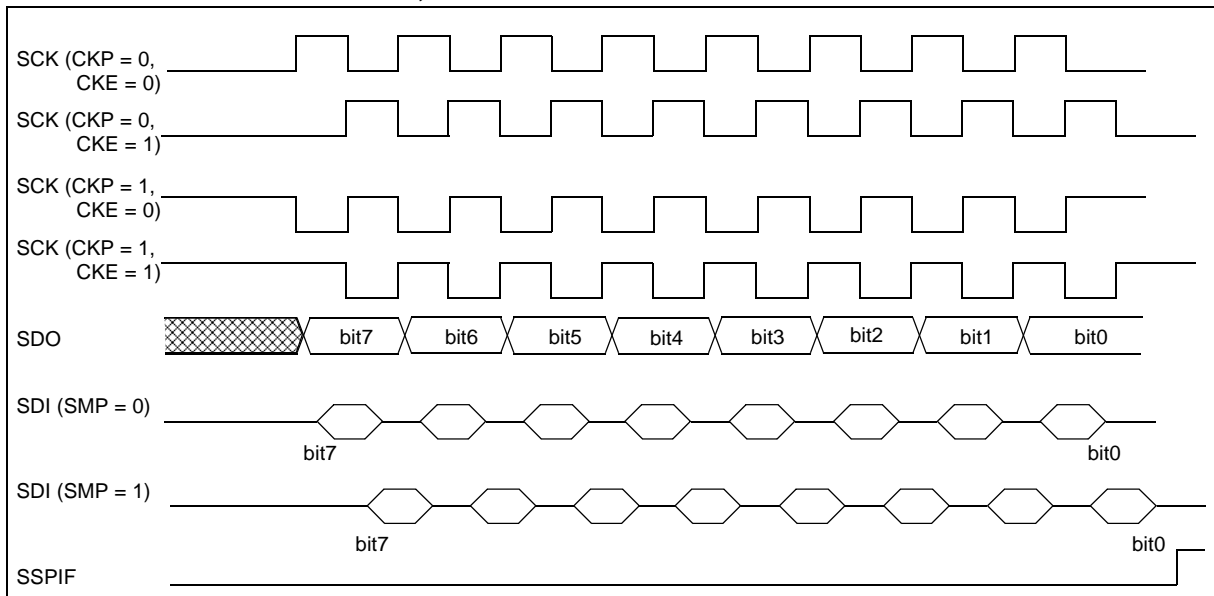 SCK (CKP = 0,
CKE = 0)
SCK (CKP = 0,
CKE = 1)
SCK (CKP = 1,
CKE = 0)
SCK (CKP = 1,
CKE = 1)
SDO bit7 bit6 bit5 bit4 bit3 bit2 bit1 bit0
SDI (SMP = 0)
bit7 bit0
SDI (SMP = 1)
bit7 bit0
SSPIF